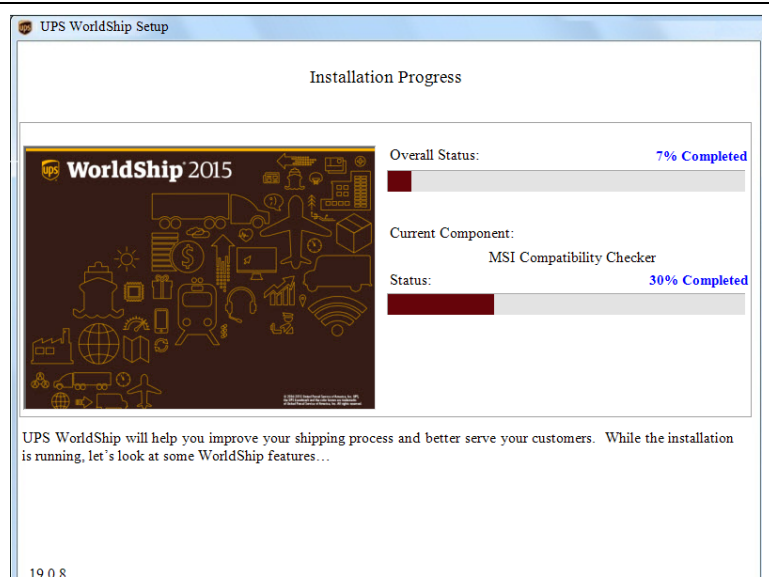 UPS WorldShip Setup
Installation Progress
ups WorldShip 2015
Overall Status: 7% Completed
Current Component:
MSI Compatibility Checker
Status: 30% Completed
UPS WorldShip will help you improve your shipping process and better serve your customers. While the installation
is running, let's look at some WorldShip features…
19.0.8